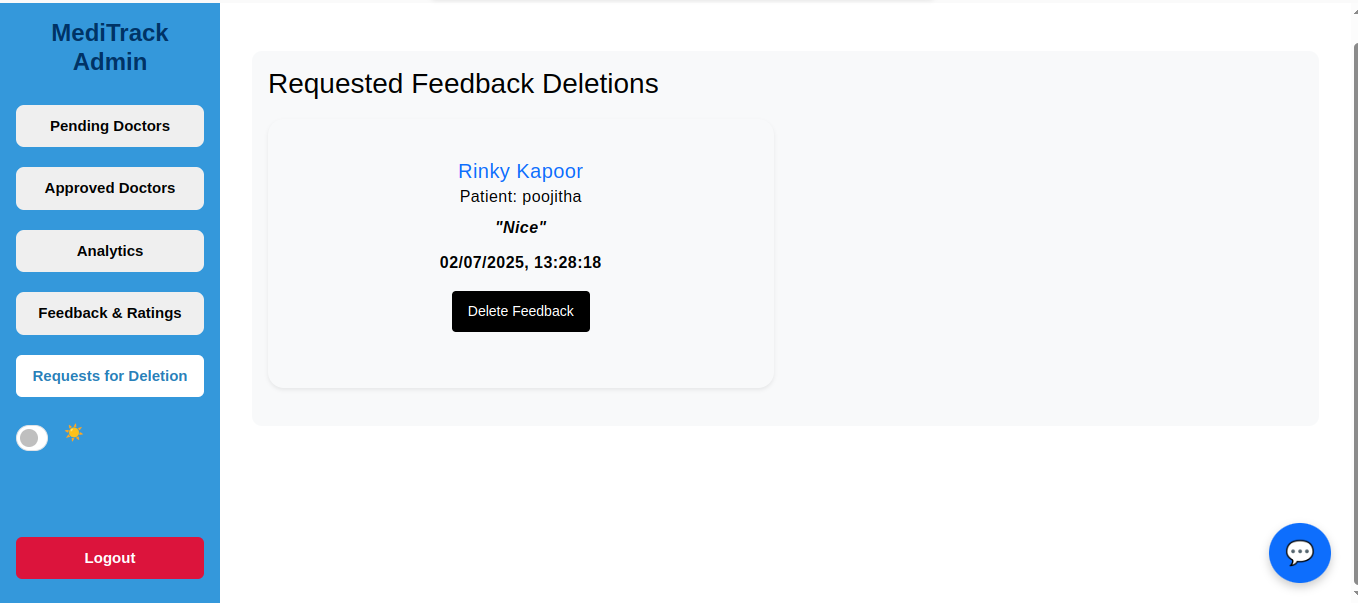 MediTrack
Admin
Pending Doctors
Approved Doctors
Analytics
Feedback & Ratings
Requests for Deletion
Logout
Requested Feedback Deletions
Rinky Kapoor
Patient: poojitha
"Nice"
02/07/2025, 13:28:18
Delete Feedback